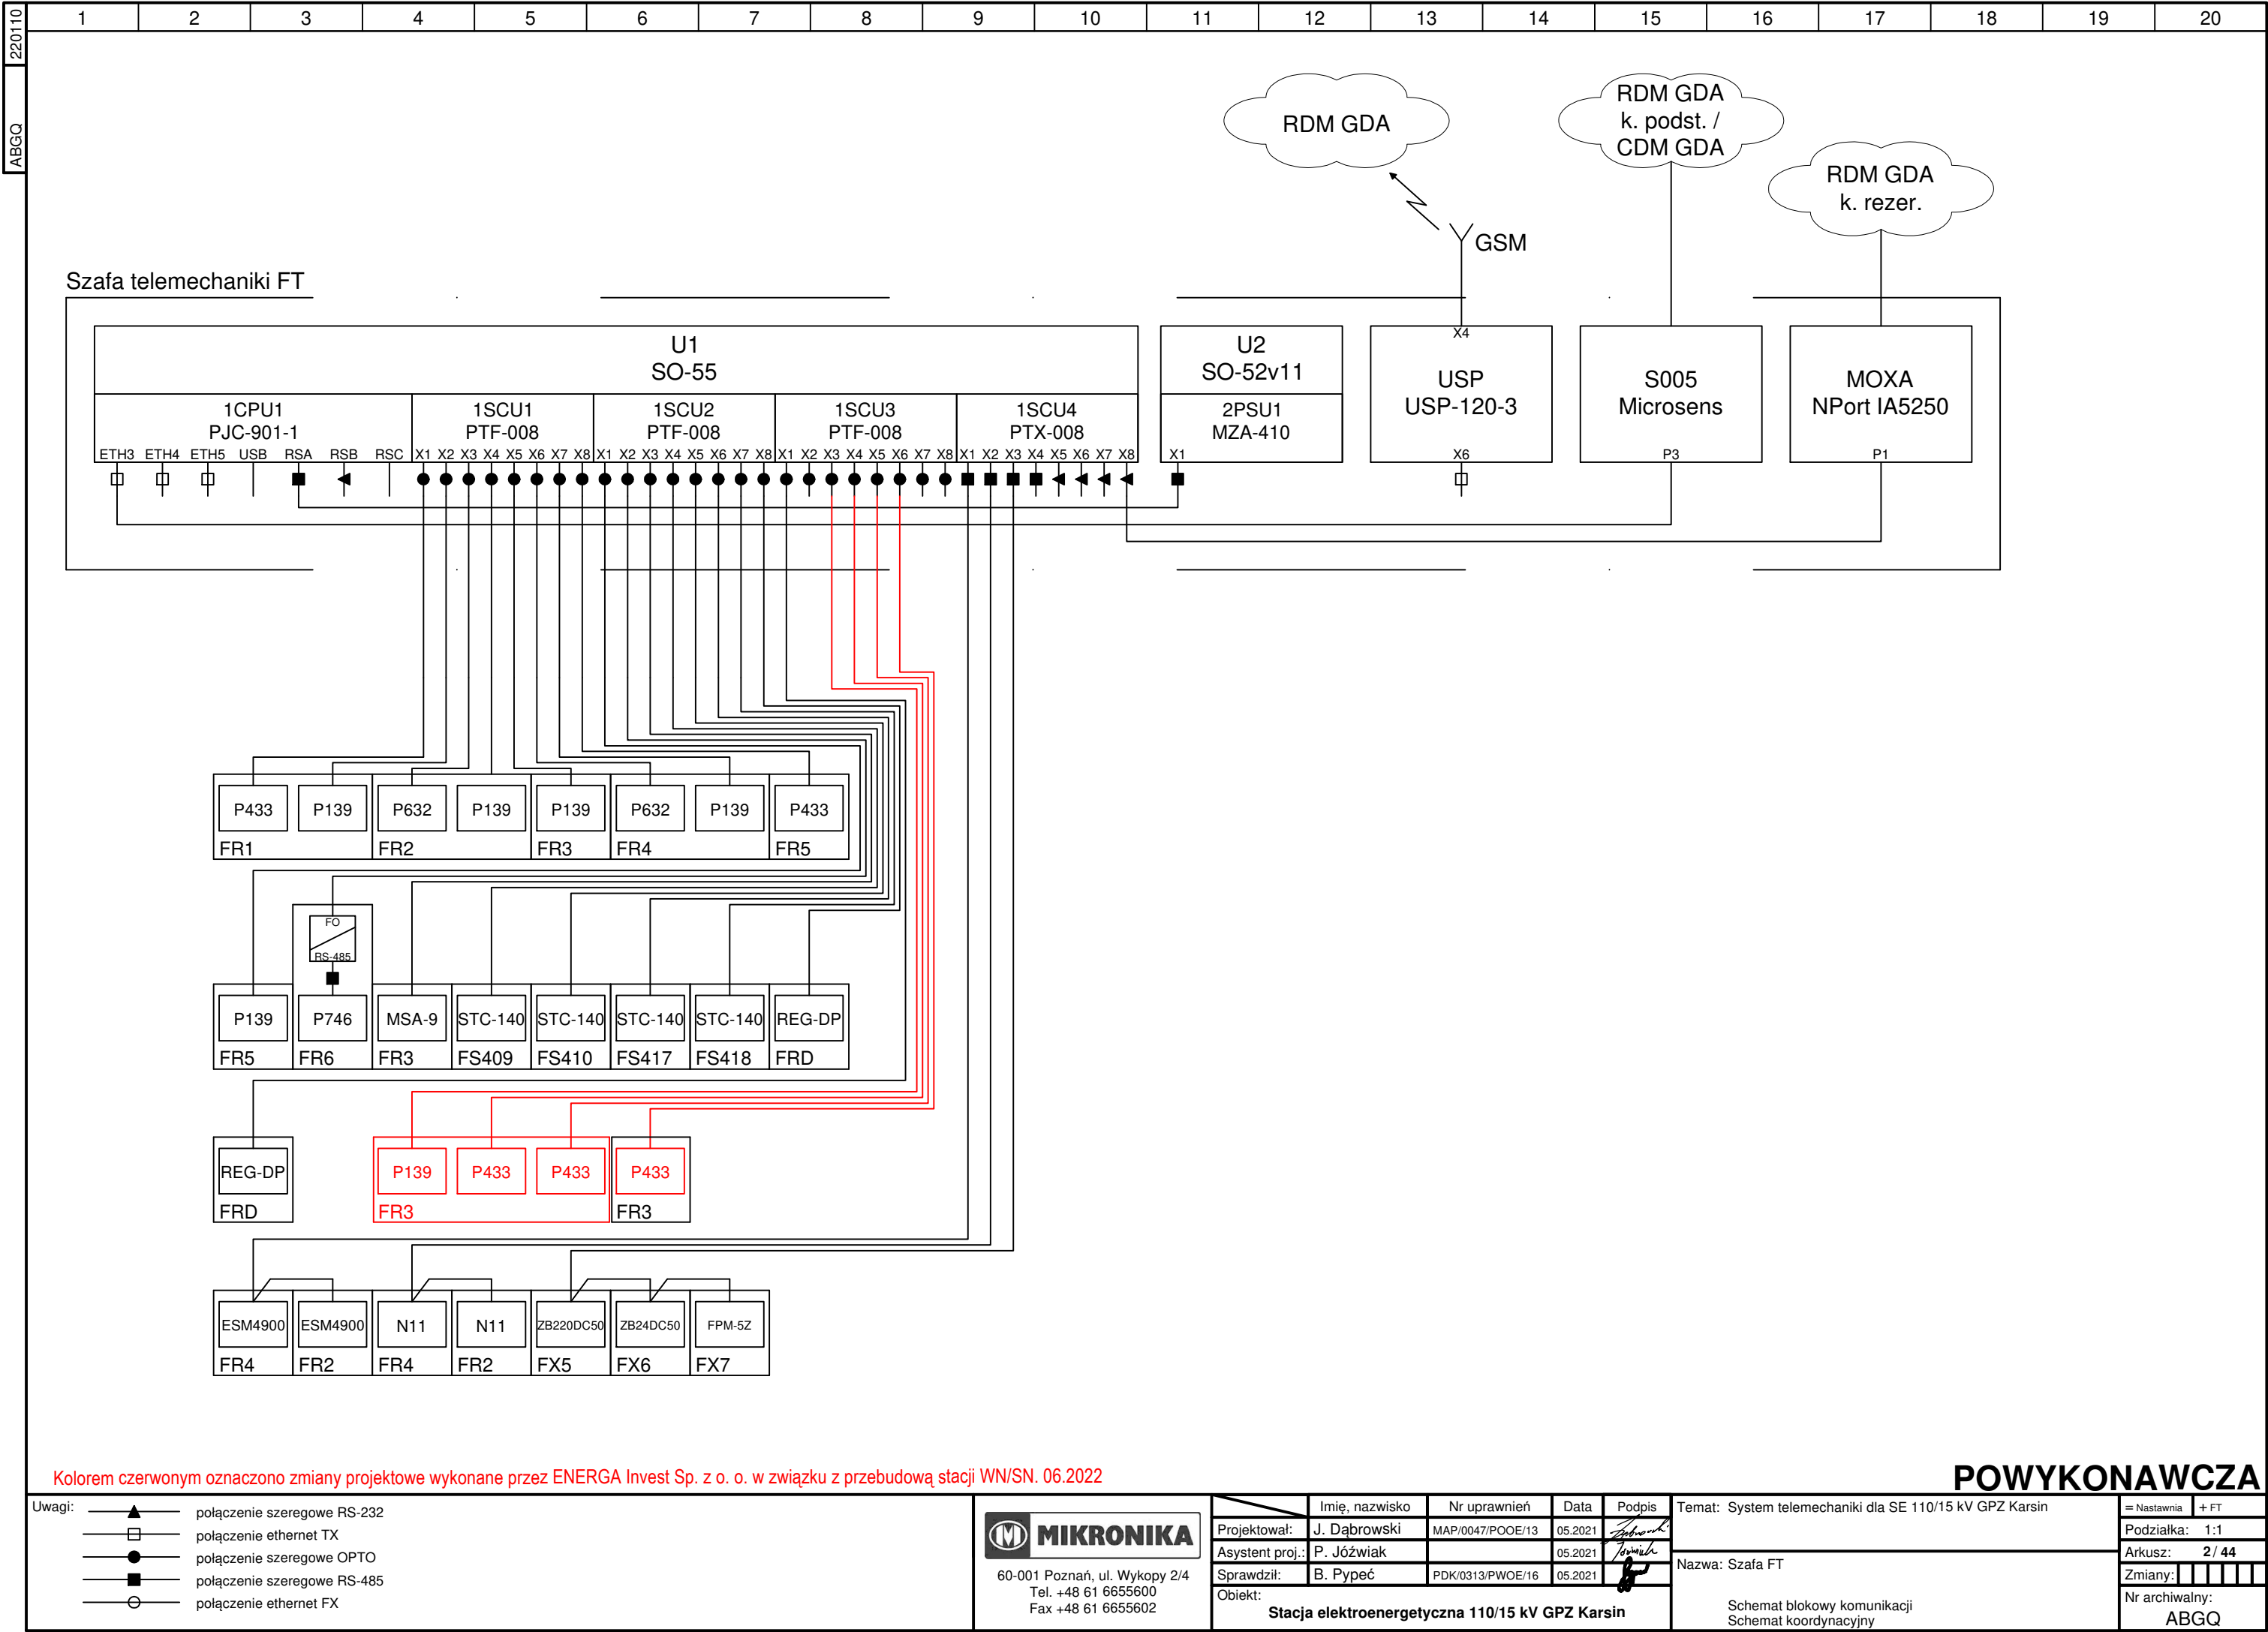 1 2 3 4 5 6 7 8 9 10 11 12 13 14 15 16 17 18 19 20
220110
ABGQ
RDM GDA
RDM GDA
k. podst. /
CDM GDA
RDM GDA
k. rezer.
GSM
Szafa telemechaniki FT
U1
SO-55
1CPU1
PJC-901-1
ETH3 ETH4 ETH5 USB RSA RSB RSC
1SCU1
PTF-008
X1 X2 X3 X4 X5 X6 X7 X8
1SCU2
PTF-008
X1 X2 X3 X4 X5 X6 X7 X8
1SCU3
PTF-008
X1 X2 X3 X4 X5 X6 X7 X8
1SCU4
PTX-008
X1 X2 X3 X4 X5 X6 X7 X8
U2
SO-52v11
2PSU1
MZA-410
X1
X4
USP
USP-120-3
X6
S005
Microsens
P3
MOXA
NPort IA5250
P1
P433 P139 P632 P139 P139 P632 P139 P433
FR1 FR2 FR3 FR4 FR5
FO
RS-485
P139 P746 MSA-9 STC-140 STC-140 STC-140 STC-140 REG-DP
FR5 FR6 FR3 FS409 FS410 FS417 FS418 FRD
REG-DP P139 P433 P433 P433
FRD FR3 FR3
ESM4900 ESM4900 N11 N11 ZB220DC50 ZB24DC50 FPM-5Z
FR4 FR2 FR4 FR2 FX5 FX6 FX7
Kolorem czerwonym oznaczono zmiany projektowe wykonane przez ENERGA Invest Sp. z o. o. w związku z przebudową stacji WN/SN. 06.2022
POWYKONAWCZA
Uwagi:
połączenie szeregowe RS-232
połączenie ethernet TX
połączenie szeregowe OPTO
połączenie szeregowe RS-485
połączenie ethernet FX
MIKRONIKA
60-001 Poznań, ul. Wykopy 2/4
Tel. +48 61 6655600
Fax +48 61 6655602
Imię, nazwisko Nr uprawnień Data Podpis
Projektował: J. Dąbrowski MAP/0047/POOE/13 05.2021
Asystent proj.: P. Jóźwiak 05.2021
Sprawdził: B. Pypeć PDK/0313/PWOE/16 05.2021
Obiekt:
Stacja elektroenergetyczna 110/15 kV GPZ Karsin
Temat: System telemechaniki dla SE 110/15 kV GPZ Karsin
Nazwa: Szafa FT
Schemat blokowy komunikacji
Schemat koordynacyjny
= Nastawnia + FT
Podziałka: 1:1
Arkusz: 2 / 44
Zmiany:
Nr archiwalny:
ABGQ